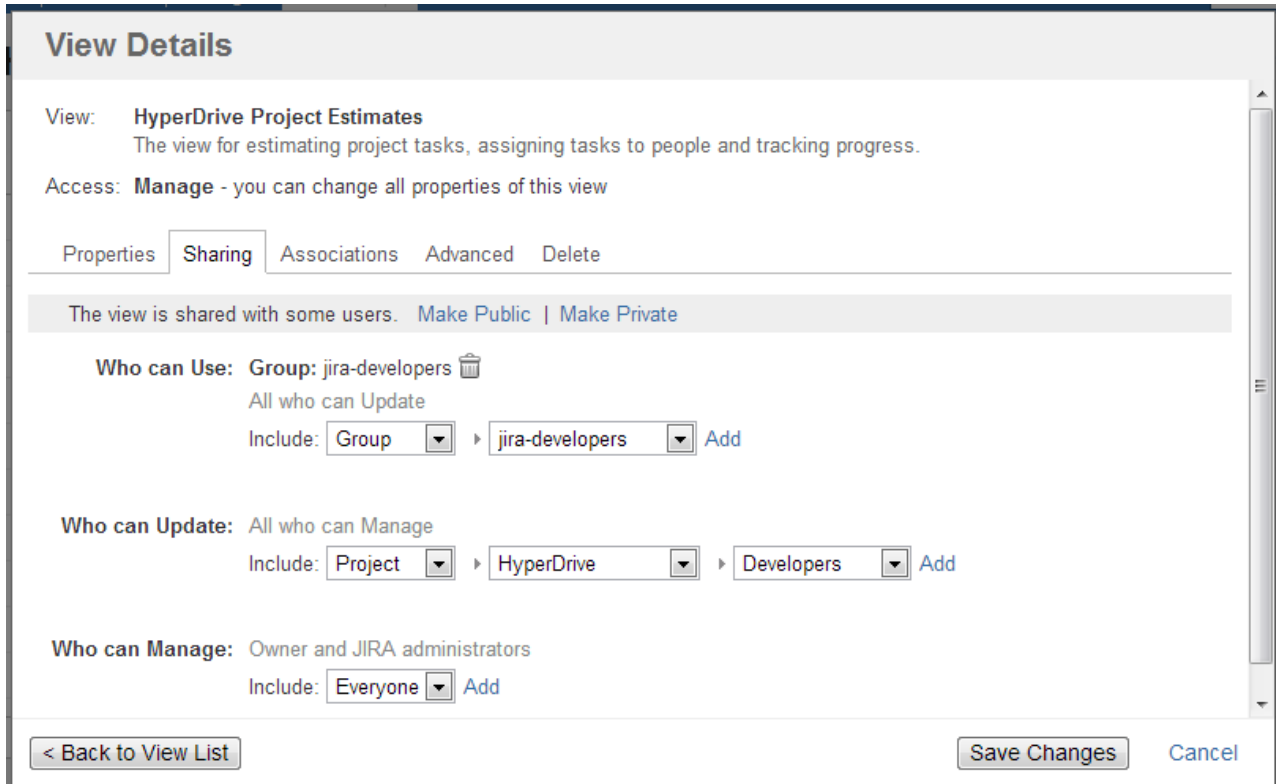 View Details
View: HyperDrive Project Estimates
The view for estimating project tasks, assigning tasks to people and tracking progress.
Access: Manage - you can change all properties of this view
Properties Sharing Associations Advanced Delete
The view is shared with some users. Make Public | Make Private
Who can Use: Group: jira-developers
All who can Update
Include: Group jira-developers Add
Who can Update: All who can Manage
Include: Project HyperDrive Developers Add
Who can Manage: Owner and JIRA administrators
Include: Everyone Add
< Back to View List Save Changes Cancel